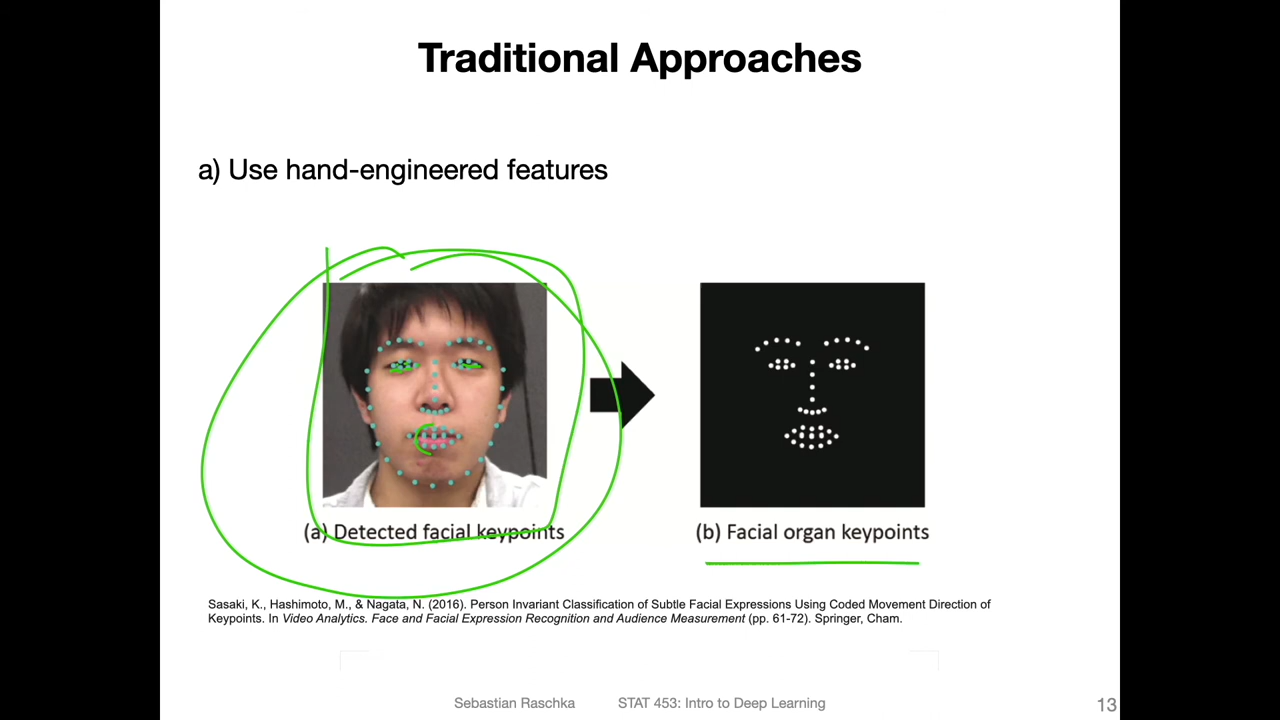 Traditional Approaches
a) Use hand-engineered features
(a) Detected facial keypoints
(b) Facial organ keypoints
Sasaki, K., Hashimoto, M., & Nagata, N. (2016). Person Invariant Classification of Subtle Facial Expressions Using Coded Movement Direction of
Keypoints. In Video Analytics. Face and Facial Expression Recognition and Audience Measurement (pp. 61-72). Springer, Cham.
Sebastian Raschka STAT 453: Intro to Deep Learning 13